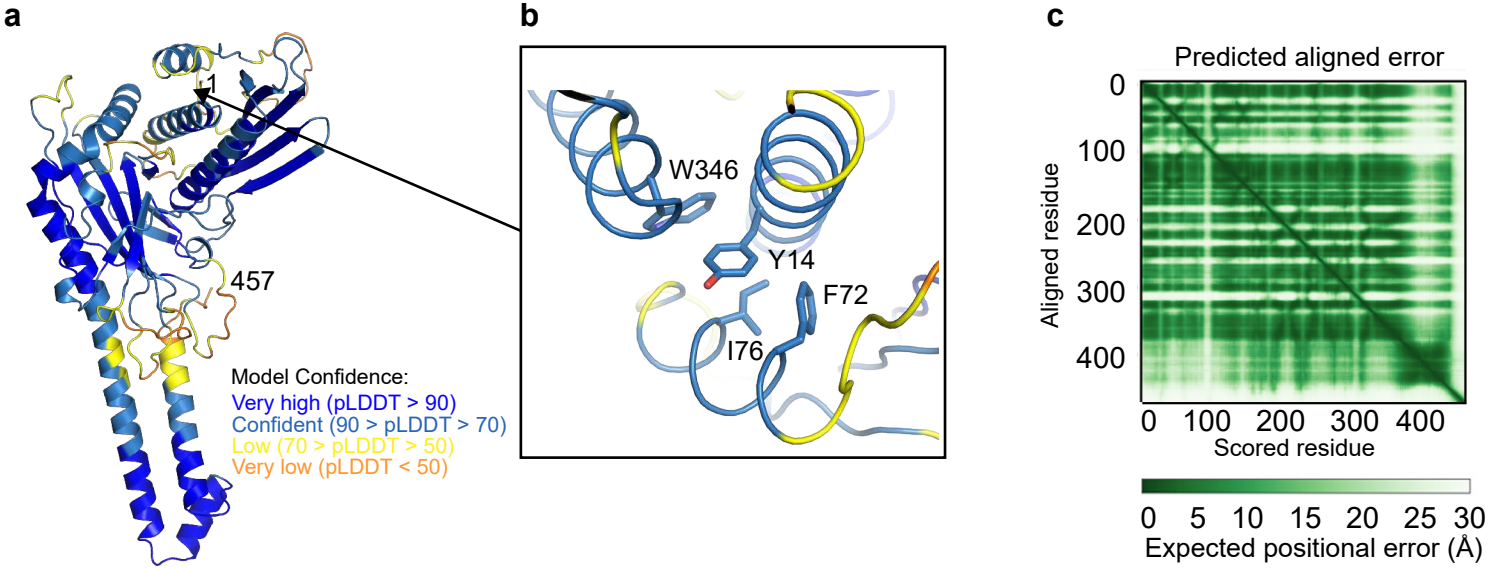 a
1
457
Model Confidence:
Very high (pLDDT > 90)
Confident (90 > pLDDT > 70)
Low (70 > pLDDT > 50)
Very low (pLDDT < 50)
b
W346
Y14
F72
I76
c
Predicted aligned error
0
100
200
300
400
Aligned residue
0 100 200 300 400
Scored residue
0 5 10 15 20 25 30
Expected positional error (Å)